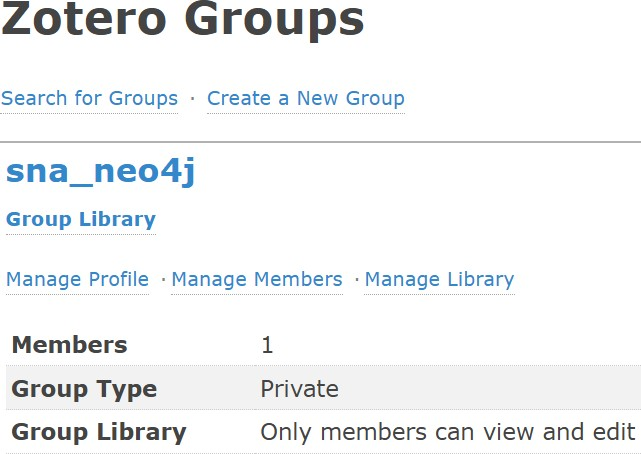 Zotero Groups
Search for Groups · Create a New Group
sna_neo4j
Group Library
Manage Profile · Manage Members · Manage Library
Members 1
Group Type Private
Group Library Only members can view and edit